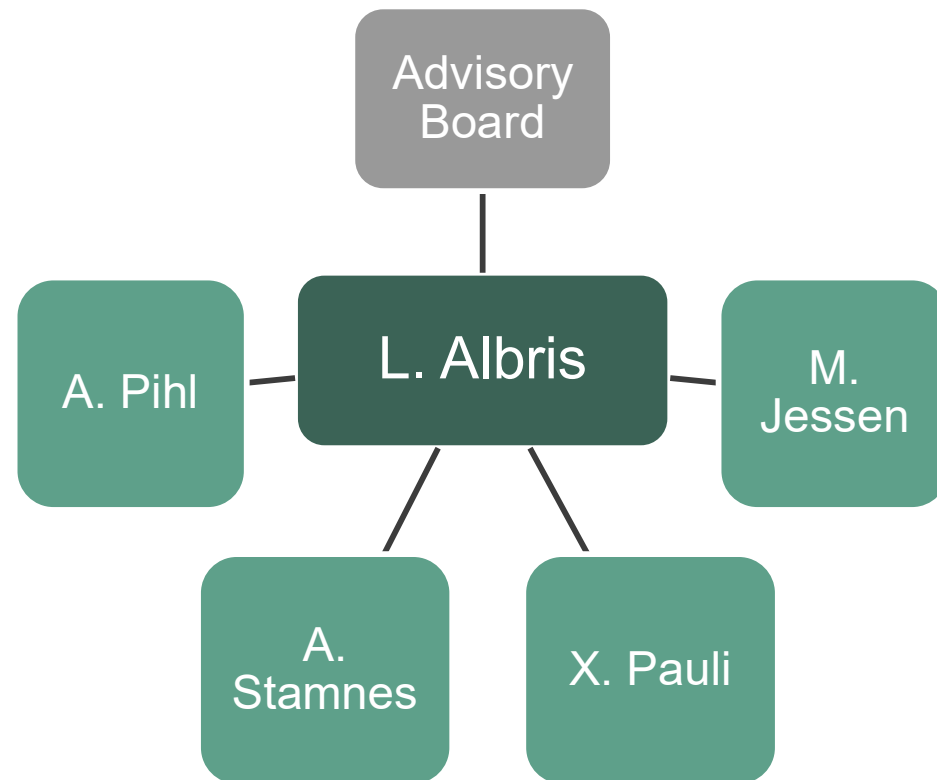 Advisory
Board
L. Albris
A. Pihl
M.
Jessen
A.
Stamnes
X. Pauli